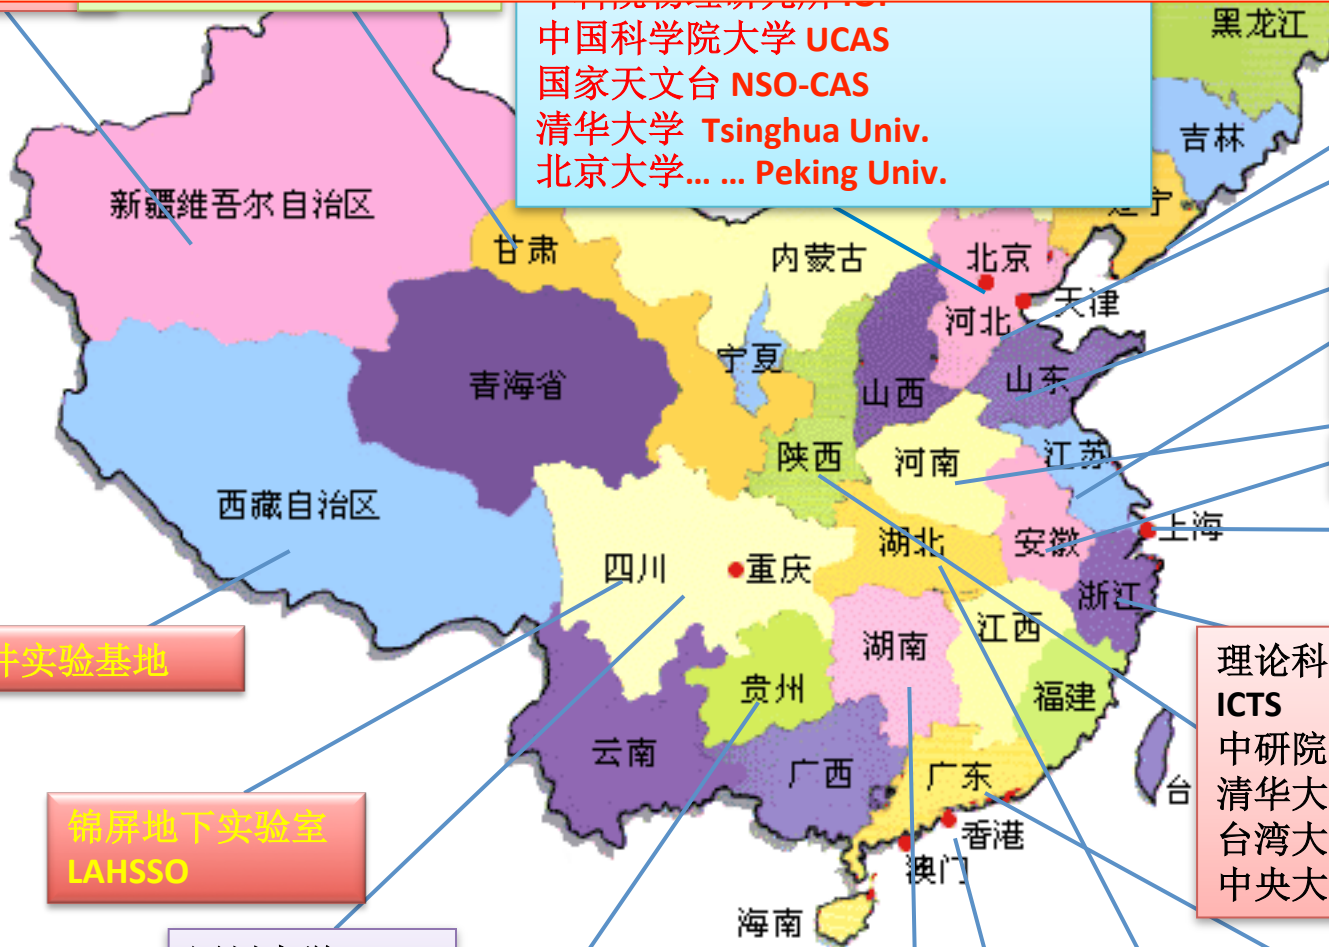 黑龙江
中国科学院大学 UCAS
国家天文台 NSO-CAS
清华大学 Tsinghua Univ.
北京大学... ... Peking Univ.
吉林
辽宁
新疆维吾尔自治区
甘肃
内蒙古
北京
天津
河北
宁夏
青海省
山西
山东
陕西
河南
江苏
西藏自治区
上海
湖北
安徽
四川
重庆
浙江
江西
湖南
井实验基地
贵州
福建
理论科
ICTS
中研院
清华大
台湾大
中央大
云南
广西
广东
台
锦屏地下实验室
LAHSSO
香港
澳门
海南